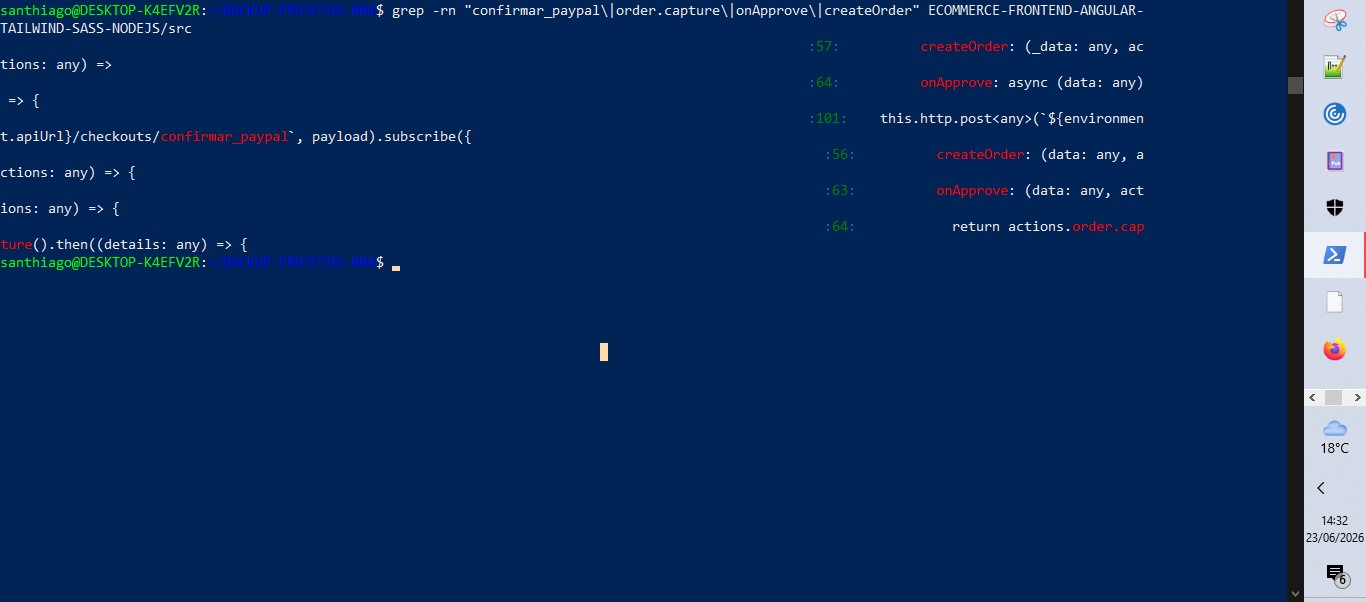 santhiago@DESKTOP-K4EFV2R:~/BACKUP-PROJETOS-004$ grep -rn "confirmar_paypal\|order.capture\|onApprove\|createOrder" ECOMMERCE-FRONTEND-ANGULAR-
TAILWIND-SASS-NODEJS/src
:57: createOrder: (_data: any, ac
tions: any) =>
:64: onApprove: async (data: any)
 => {
:101: this.http.post<any>(`${environmen
t.apiUrl}/checkouts/confirmar_paypal`, payload).subscribe({
:56: createOrder: (data: any, a
ctions: any) => {
:63: onApprove: (data: any, act
ions: any) => {
:64: return actions.order.cap
ture().then((details: any) => {
santhiago@DESKTOP-K4EFV2R:~/BACKUP-PROJETOS-004$
18°C
14:32
23/06/2026
6